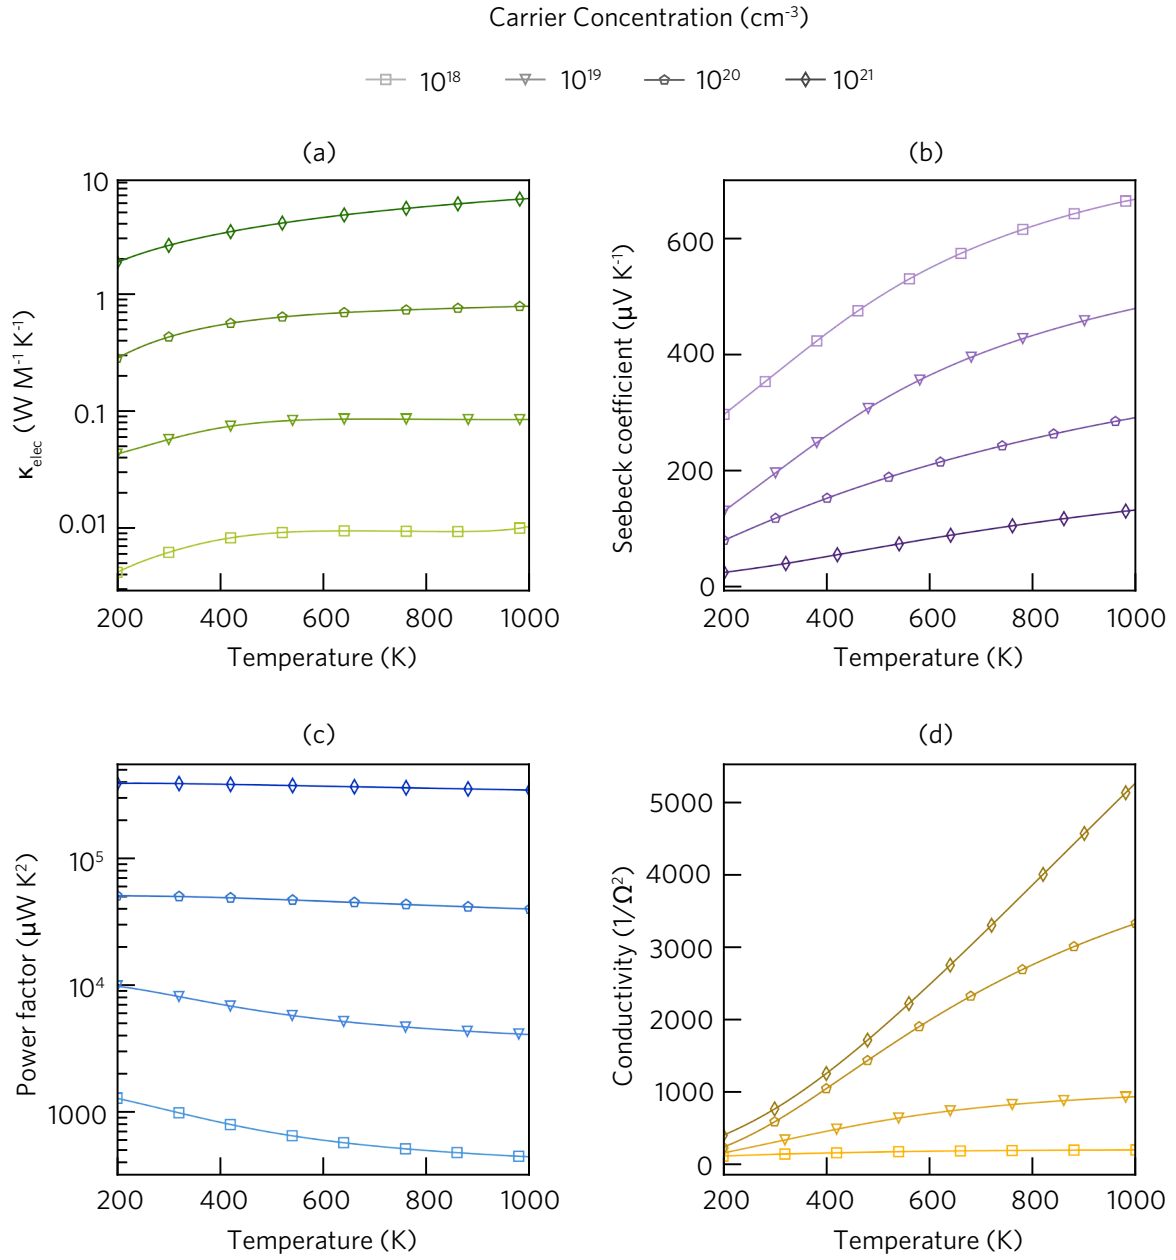 Carrier Concentration (cm⁻³)
10¹⁸ 10¹⁹ 10²⁰ 10²¹
(a)
κelec (W M⁻¹ K⁻¹)
10
1
0.1
0.01
200 400 600 800 1000
Temperature (K)
(b)
Seebeck coefficient (µV K⁻¹)
600
400
200
0
200 400 600 800 1000
Temperature (K)
(c)
Power factor (µW K²)
10⁵
10⁴
1000
200 400 600 800 1000
Temperature (K)
(d)
Conductivity (1/Ω²)
5000
4000
3000
2000
1000
0
200 400 600 800 1000
Temperature (K)